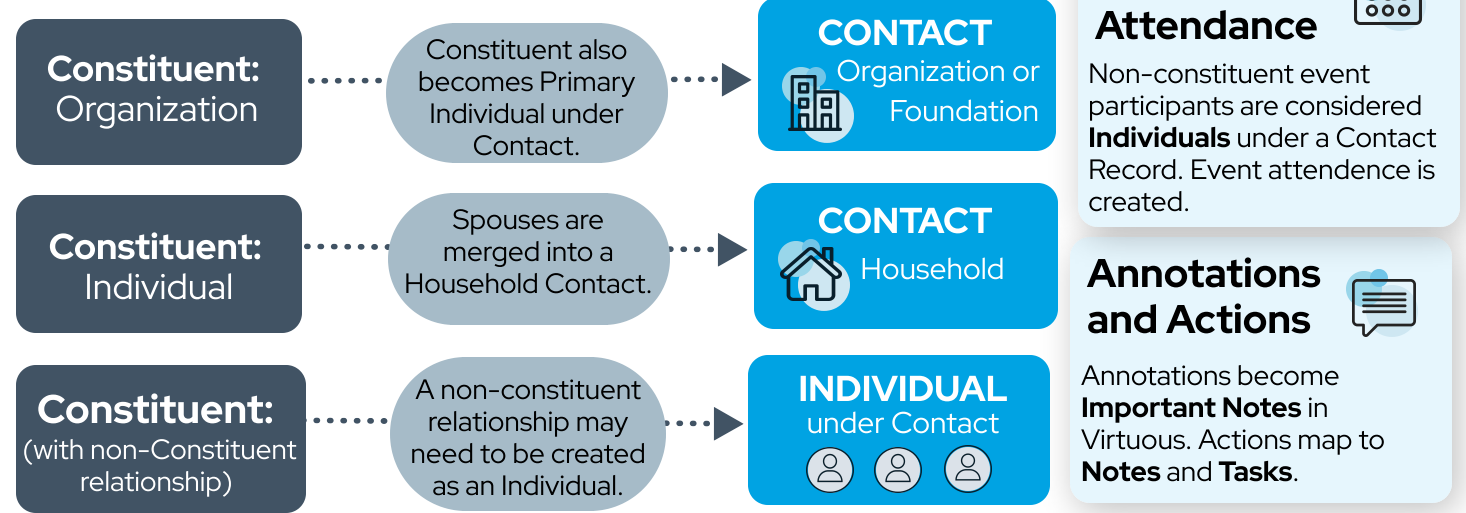 Constituent:
Organization
Constituent also
becomes Primary
Individual under
Contact.
CONTACT
Organization or
Foundation
Constituent:
Individual
Spouses are
merged into a
Household Contact.
CONTACT
Household
Constituent:
(with non-Constituent
relationship)
A non-constituent
relationship may
need to be created
as an Individual.
INDIVIDUAL
under Contact
Attendance
Non-constituent event
participants are considered
Individuals under a Contact
Record. Event attendence is
created.
Annotations
and Actions
Annotations become
Important Notes in
Virtuous. Actions map to
Notes and Tasks.